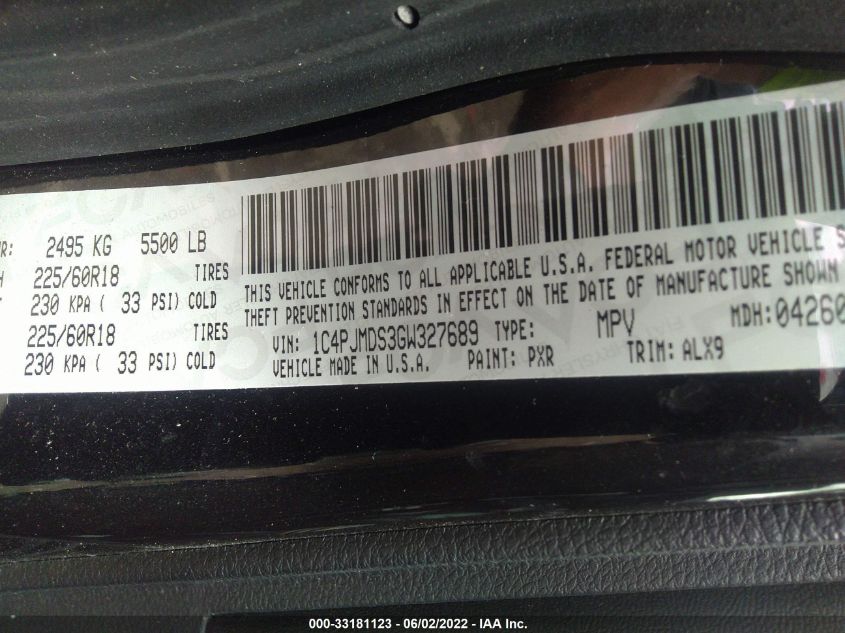 2495 KG 5500 LB
225/60R18 TIRES
230 KPA ( 33 PSI) COLD
225/60R18 TIRES
230 KPA ( 33 PSI) COLD
THIS VEHICLE CONFORMS TO ALL APPLICABLE U.S.A. FEDERAL MOTOR VEHICLE S
THEFT PREVENTION STANDARDS IN EFFECT ON THE DATE OF MANUFACTURE SHOWN
VIN: 1C4PJMDS3GW327689 TYPE: MPV MDH: 04260
VEHICLE MADE IN U.S.A. PAINT: PXR TRIM: ALX9
000-33181123 - 06/02/2022 - IAA Inc.